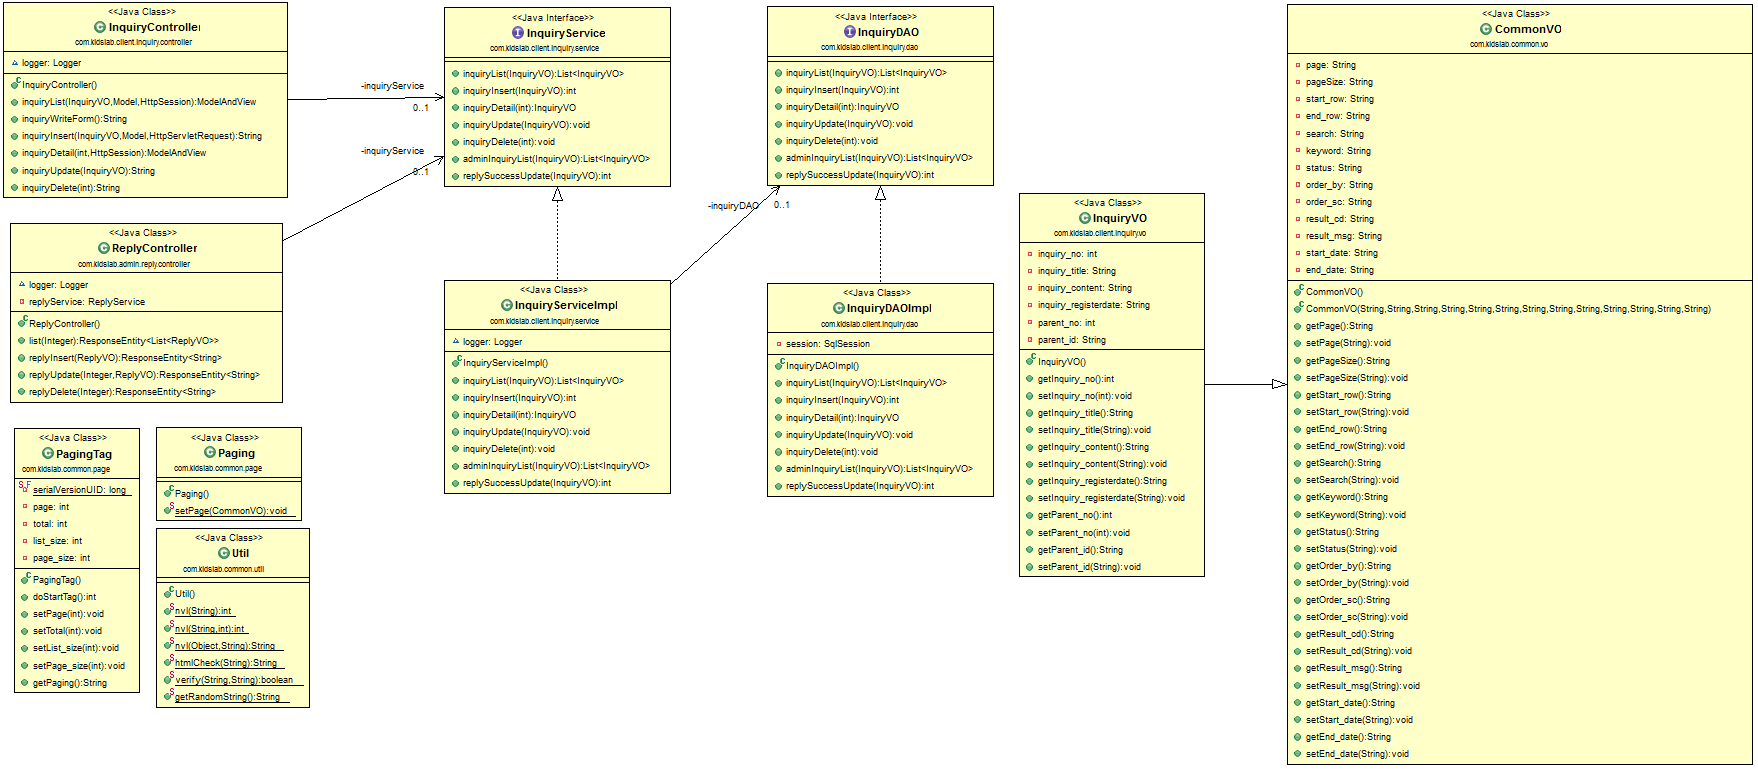 <<Java Class>>
InquiryController
com.kidslab.client.inquiry.controller
logger: Logger
InquiryController()
inquiryList(InquiryVO,Model,HttpSession):ModelAndView
inquiryWriteForm():String
inquiryInsert(InquiryVO,Model,HttpServletRequest):String
inquiryDetail(int,HttpSession):ModelAndView
inquiryUpdate(InquiryVO):String
inquiryDelete(int):String
-inquiryService
0..1
-inquiryService
0..1
<<Java Class>>
ReplyController
com.kidslab.admin.reply.controller
logger: Logger
replyService: ReplyService
ReplyController()
list(Integer):ResponseEntity<List<ReplyVO>>
replyInsert(ReplyVO):ResponseEntity<String>
replyUpdate(Integer,ReplyVO):ResponseEntity<String>
replyDelete(Integer):ResponseEntity<String>
<<Java Class>>
PagingTag
com.kidslab.common.page
serialVersionUID: long
page: int
total: int
list_size: int
page_size: int
PagingTag()
doStartTag():int
setPage(int):void
setTotal(int):void
setList_size(int):void
setPage_size(int):void
getPaging():String
<<Java Class>>
Paging
com.kidslab.common.page
Paging()
setPage(CommonVO):void
<<Java Class>>
Util
com.kidslab.common.util
Util()
nvl(String):int
nvl(String,int):int
nvl(Object,String):String
htmlCheck(String):String
verify(String,String):boolean
getRandomString():String
<<Java Interface>>
InquiryService
com.kidslab.client.inquiry.service
inquiryList(InquiryVO):List<InquiryVO>
inquiryInsert(InquiryVO):int
inquiryDetail(int):InquiryVO
inquiryUpdate(InquiryVO):void
inquiryDelete(int):void
adminInquiryList(InquiryVO):List<InquiryVO>
replySuccessUpdate(InquiryVO):int
<<Java Class>>
InquiryServiceImpl
com.kidslab.client.inquiry.service
logger: Logger
InquiryServiceImpl()
inquiryList(InquiryVO):List<InquiryVO>
inquiryInsert(InquiryVO):int
inquiryDetail(int):InquiryVO
inquiryUpdate(InquiryVO):void
inquiryDelete(int):void
adminInquiryList(InquiryVO):List<InquiryVO>
replySuccessUpdate(InquiryVO):int
-inquiryDAO
0..1
<<Java Interface>>
InquiryDAO
com.kidslab.client.inquiry.dao
inquiryList(InquiryVO):List<InquiryVO>
inquiryInsert(InquiryVO):int
inquiryDetail(int):InquiryVO
inquiryUpdate(InquiryVO):void
inquiryDelete(int):void
adminInquiryList(InquiryVO):List<InquiryVO>
replySuccessUpdate(InquiryVO):int
<<Java Class>>
InquiryDAOImpl
com.kidslab.client.inquiry.dao
session: SqlSession
InquiryDAOImpl()
inquiryList(InquiryVO):List<InquiryVO>
inquiryInsert(InquiryVO):int
inquiryDetail(int):InquiryVO
inquiryUpdate(InquiryVO):void
inquiryDelete(int):void
adminInquiryList(InquiryVO):List<InquiryVO>
replySuccessUpdate(InquiryVO):int
<<Java Class>>
InquiryVO
com.kidslab.client.inquiry.vo
inquiry_no: int
inquiry_title: String
inquiry_content: String
inquiry_registerdate: String
parent_no: int
parent_id: String
InquiryVO()
getInquiry_no():int
setInquiry_no(int):void
getInquiry_title():String
setInquiry_title(String):void
getInquiry_content():String
setInquiry_content(String):void
getInquiry_registerdate():String
setInquiry_registerdate(String):void
getParent_no():int
setParent_no(int):void
getParent_id():String
setParent_id(String):void
<<Java Class>>
CommonVO
com.kidslab.common.vo
page: String
pageSize: String
start_row: String
end_row: String
search: String
keyword: String
status: String
order_by: String
order_sc: String
result_cd: String
result_msg: String
start_date: String
end_date: String
CommonVO()
CommonVO(String,String,String,String,String,String,String,String,String,String,String,String,String)
getPage():String
setPage(String):void
getPageSize():String
setPageSize(String):void
getStart_row():String
setStart_row(String):void
getEnd_row():String
setEnd_row(String):void
getSearch():String
setSearch(String):void
getKeyword():String
setKeyword(String):void
getStatus():String
setStatus(String):void
getOrder_by():String
setOrder_by(String):void
getOrder_sc():String
setOrder_sc(String):void
getResult_cd():String
setResult_cd(String):void
getResult_msg():String
setResult_msg(String):void
getStart_date():String
setStart_date(String):void
getEnd_date():String
setEnd_date(String):void